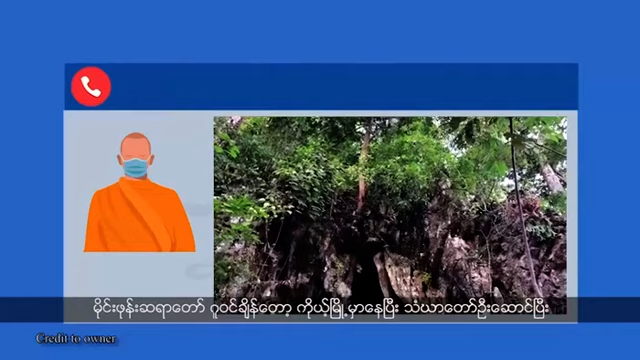 မိုင်းဖုန်းဆရာတော် ဂူဝင်ချိန်တော့ ကိုယ့်မြို့မှာနေပြီး သံဃာတော်ဦးဆောင်ပြီး
Credit to owner